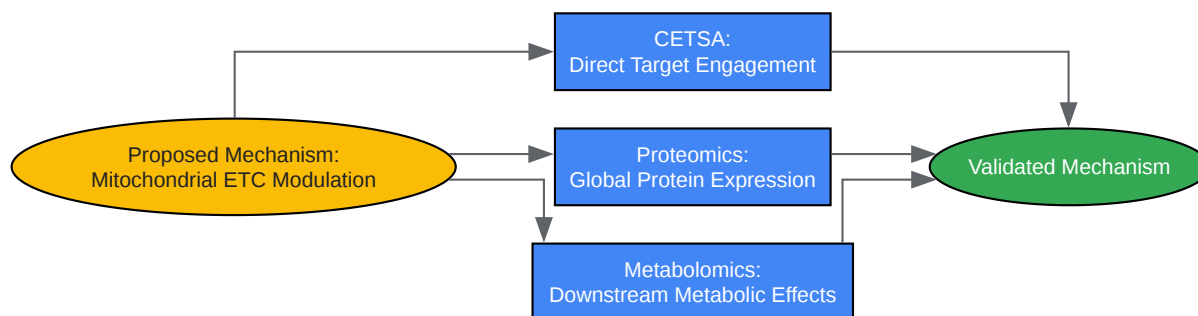 CETSA:
Direct Target Engagement
Proposed Mechanism:
Mitochondrial ETC Modulation
Proteomics:
Global Protein Expression
Validated Mechanism
Metabolomics:
Downstream Metabolic Effects